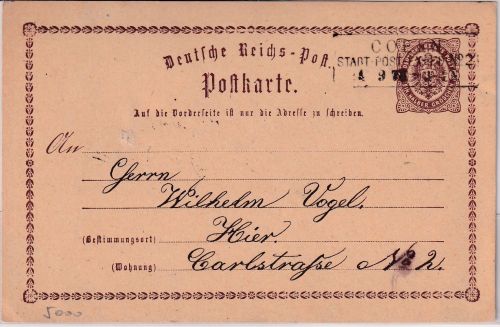 Deutsche Reichs-Post.
Postkarte.
Auf die Vorderseite ist nur die Adresse zu schreiben.
An
Herrn
Wilhelm Vogel.
(Bestimmungsort) Hier.
(Wohnung) Carlstrasse No 2.
5000